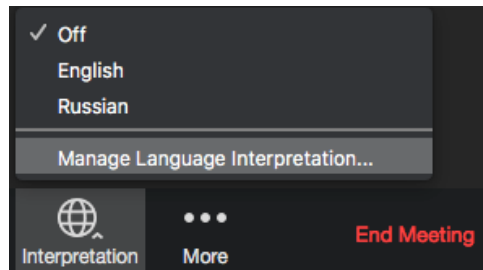 Off
English
Russian
Manage Language Interpretation...
Interpretation
More
End Meeting